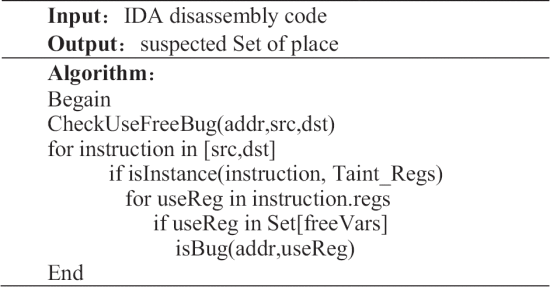 Input：IDA disassembly code
Output：suspected Set of place
Algorithm：
Begain
CheckUseFreeBug(addr,src,dst)
for instruction in [src,dst]
if isInstance(instruction, Taint_Regs)
for useReg in instruction.regs
if useReg in Set[freeVars]
isBug(addr,useReg)
End